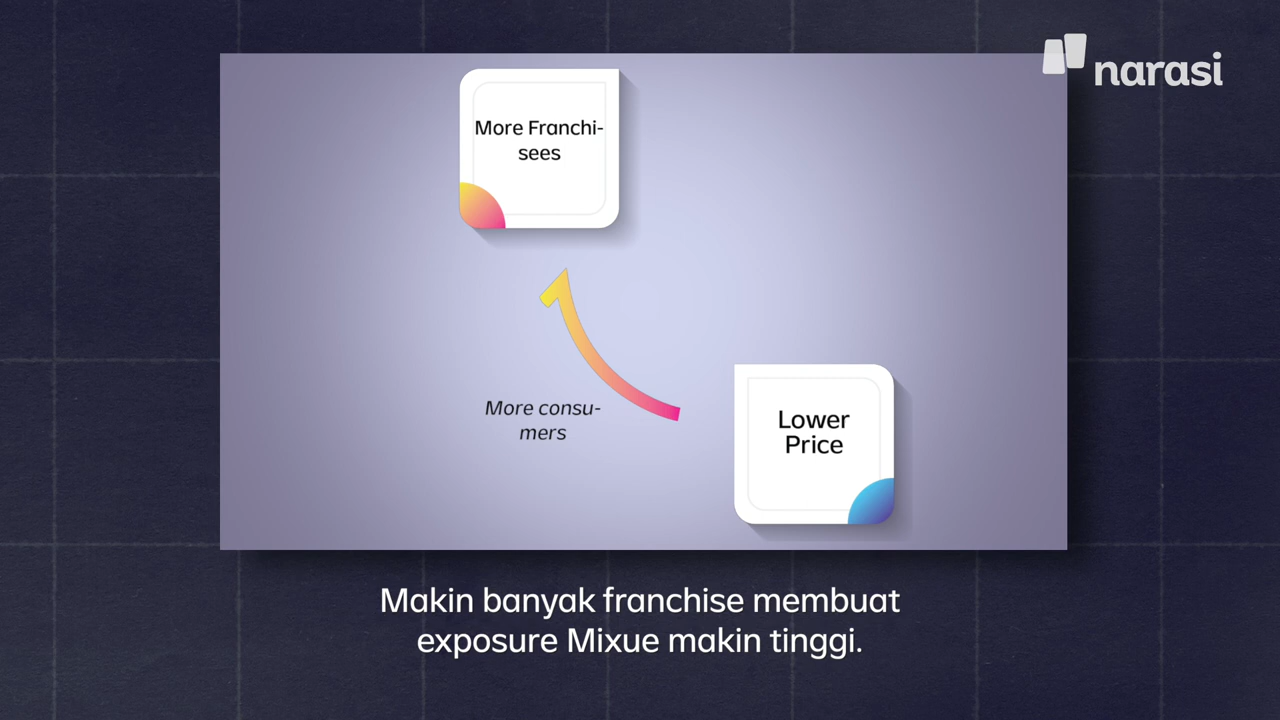 narasi
More Franchi-
sees
More consu-
mers
Lower
Price
Makin banyak franchise membuat
exposure Mixue makin tinggi.